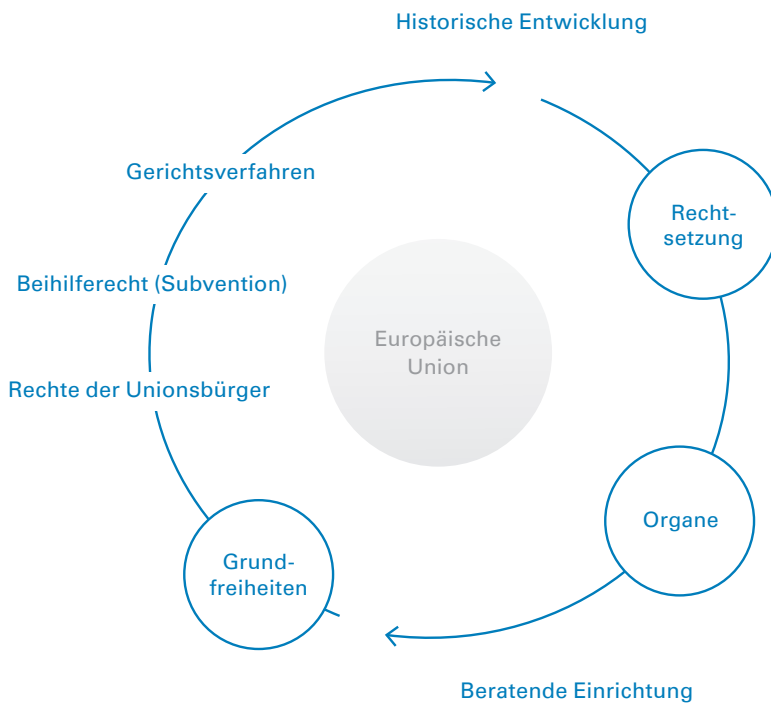 Historische Entwicklung
Gerichtsverfahren
Recht-
setzung
Beihilferecht (Subvention)
Europäische
Union
Rechte der Unionsbürger
Organe
Grund-
freiheiten
Beratende Einrichtung